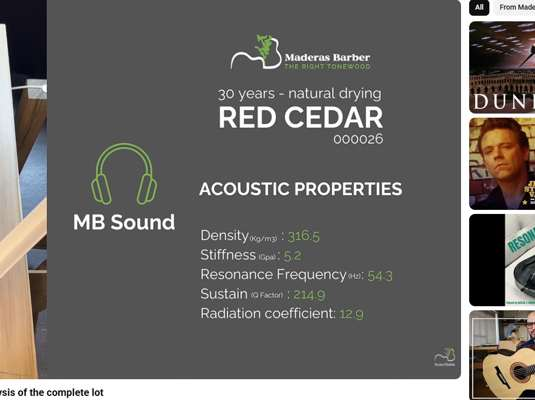 All
From Made
Maderas Barber
THE RIGHT TONEWOOD
30 years - natural drying
RED CEDAR
000026
ACOUSTIC PROPERTIES
MB Sound
Density (Kg/m3) : 316.5
Stiffness (Gpa) : 5.2
Resonance Frequency (Hz): 54.3
Sustain (Q Factor) : 214.9
Radiation coefficient: 12.9
DUN
RESON
ysis of the complete lot